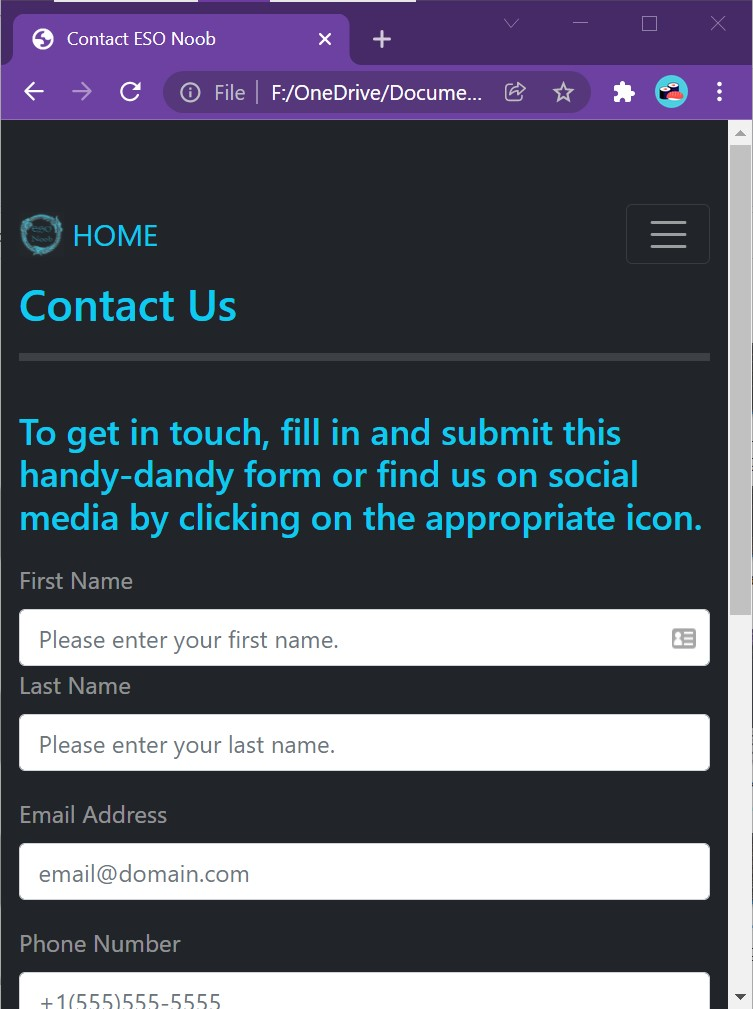 Contact ESO Noob
File F:/OneDrive/Docume...
ESO
Noob
HOME
Contact Us
To get in touch, fill in and submit this
handy-dandy form or find us on social
media by clicking on the appropriate icon.
First Name
Please enter your first name.
Last Name
Please enter your last name.
Email Address
email@domain.com
Phone Number
+1(555)555-5555